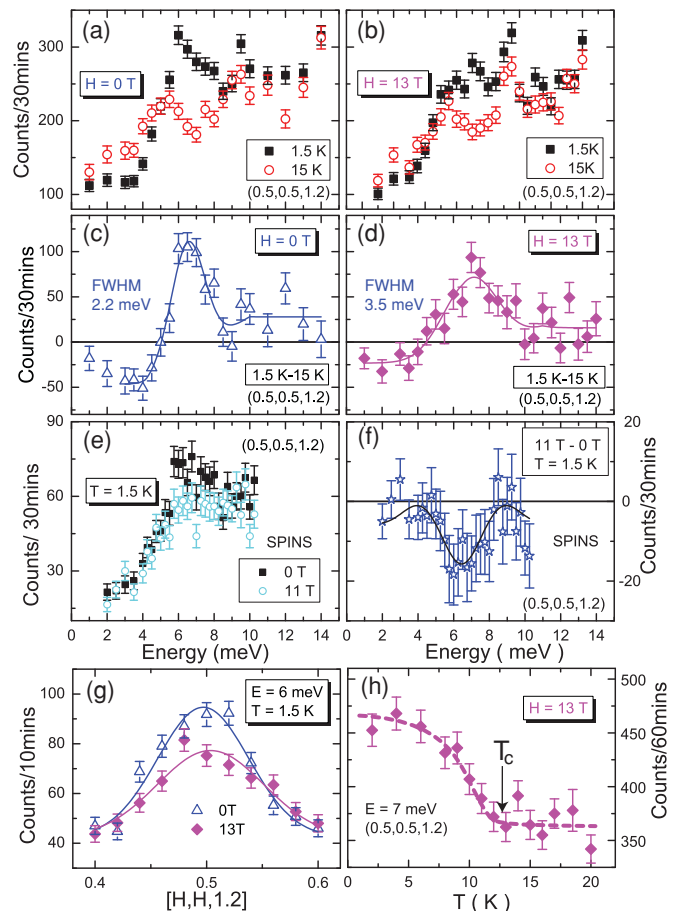 (a)
H = 0 T
1.5 K
15 K
(0.5,0.5,1.2)
Counts/30mins
300
200
100
(b)
H = 13 T
1.5K
15K
(0.5,0.5,1.2)
(c)
H = 0 T
FWHM
2.2 meV
1.5 K-15 K
(0.5,0.5,1.2)
Counts/30mins
100
50
0
-50
(d)
H = 13 T
FWHM
3.5 meV
1.5 K-15 K
(0.5,0.5,1.2)
(e)
(0.5,0.5,1.2)
T = 1.5 K
SPINS
0 T
11 T
Counts/ 30mins
90
60
30
0 2 4 6 8 10 12 14
Energy (meV)
(f)
11 T - 0 T
T = 1.5 K
SPINS
(0.5,0.5,1.2)
20
0
-20
Counts/30mins
0 2 4 6 8 10 12 14
Energy ( meV)
(g)
E = 6 meV
T = 1.5 K
0T
13T
Counts/10mins
100
80
60
40
0.4 0.5 0.6
[H,H,1.2]
(h)
H = 13 T
Tc
E = 7 meV
(0.5,0.5,1.2)
450
400
350
Counts/60mins
0 5 10 15 20
T ( K)